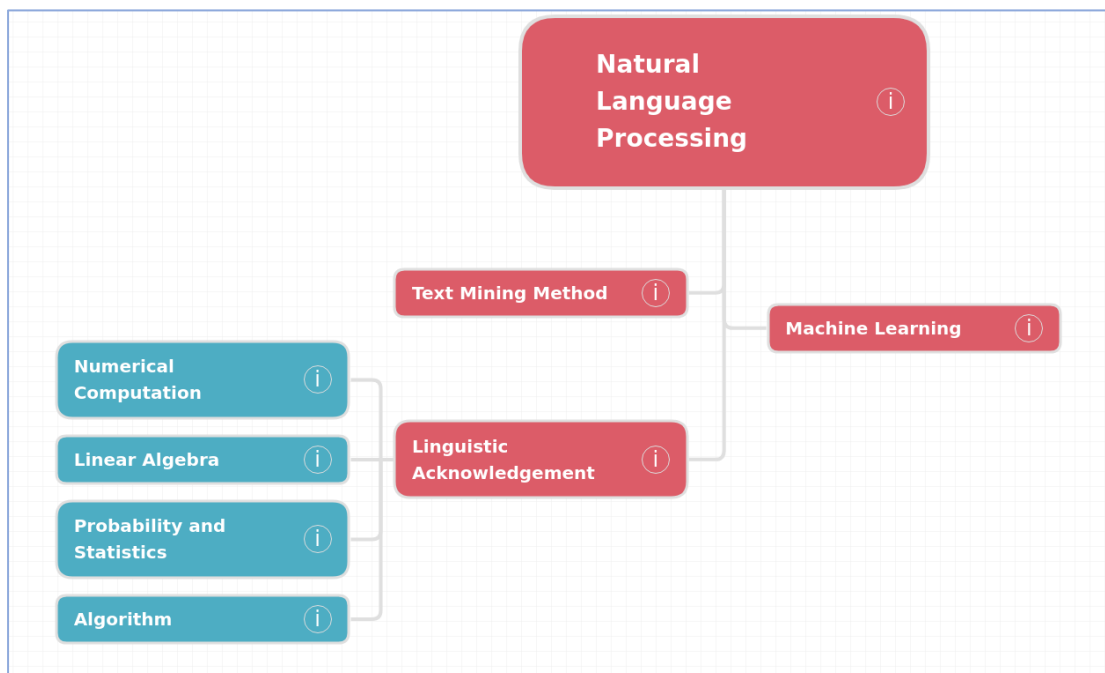 Natural
Language
Processing
Text Mining Method
Machine Learning
Numerical
Computation
Linguistic
Acknowledgement
Linear Algebra
Probability and
Statistics
Algorithm